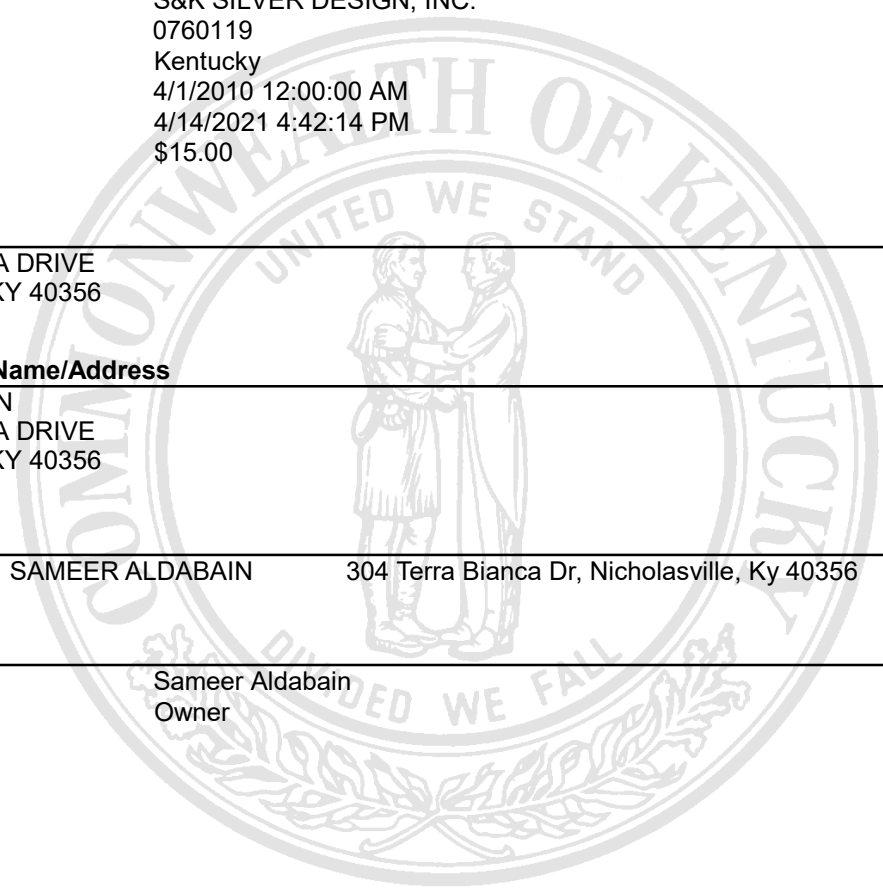 S&K SILVER DESIGN, INC.
0760119
Kentucky
4/1/2010 12:00:00 AM
4/14/2021 4:42:14 PM
$15.00
A DRIVE
KY 40356
Name/Address
N
A DRIVE
KY 40356
SAMEER ALDABAIN 304 Terra Bianca Dr, Nicholasville, Ky 40356
Sameer Aldabain
Owner
COMMONWEALTH OF KENTUCKY
UNITED WE STAND
DIVIDED WE FALL